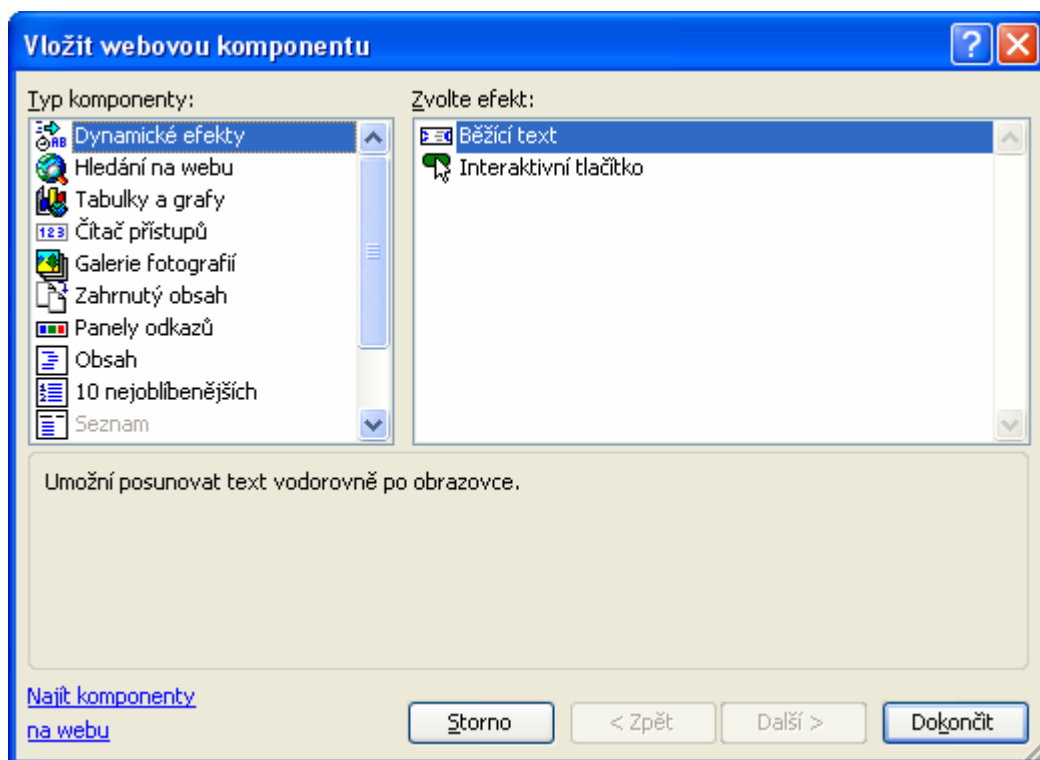 Vložit webovou komponentu
Typ komponenty:
Zvolte efekt:
Dynamické efekty
Hledání na webu
Tabulky a grafy
123 Čítač přístupů
Galerie fotografií
Zahrnutý obsah
Panely odkazů
Obsah
10 nejoblíbenějších
Seznam
Běžící text
Interaktivní tlačítko
Umožní posunovat text vodorovně po obrazovce.
Najít komponenty
na webu
Storno
< Zpět
Další >
Dokončit